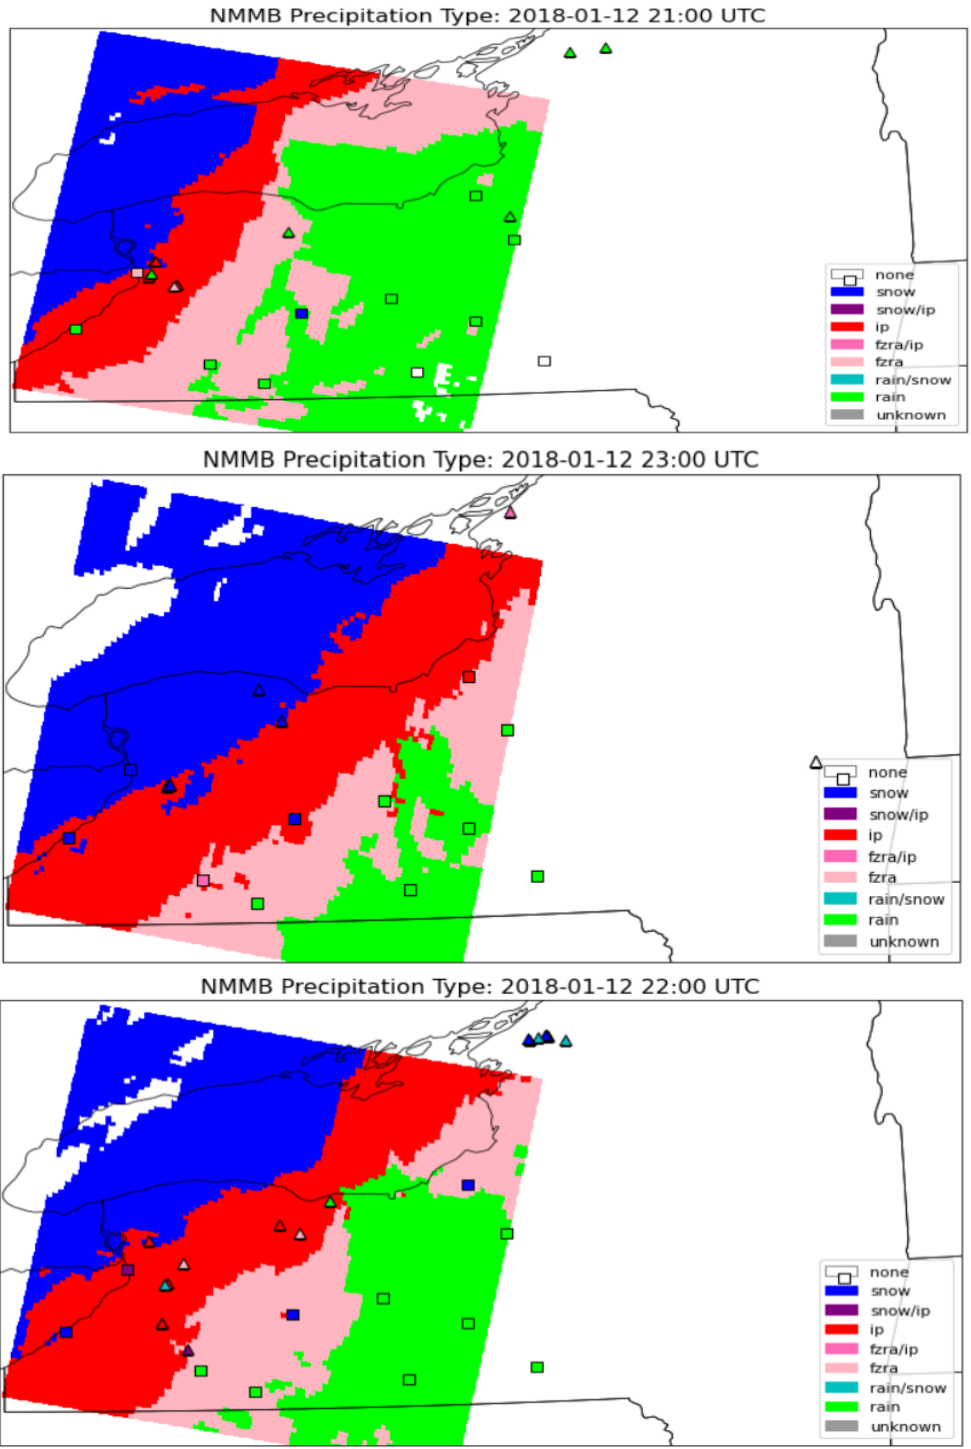 NMMB Precipitation Type: 2018-01-12 21:00 UTC
none
snow
snow/ip
ip
fzra/ip
fzra
rain/snow
rain
unknown
NMMB Precipitation Type: 2018-01-12 23:00 UTC
none
snow
snow/ip
ip
fzra/ip
fzra
rain/snow
rain
unknown
NMMB Precipitation Type: 2018-01-12 22:00 UTC
none
snow
snow/ip
ip
fzra/ip
fzra
rain/snow
rain
unknown